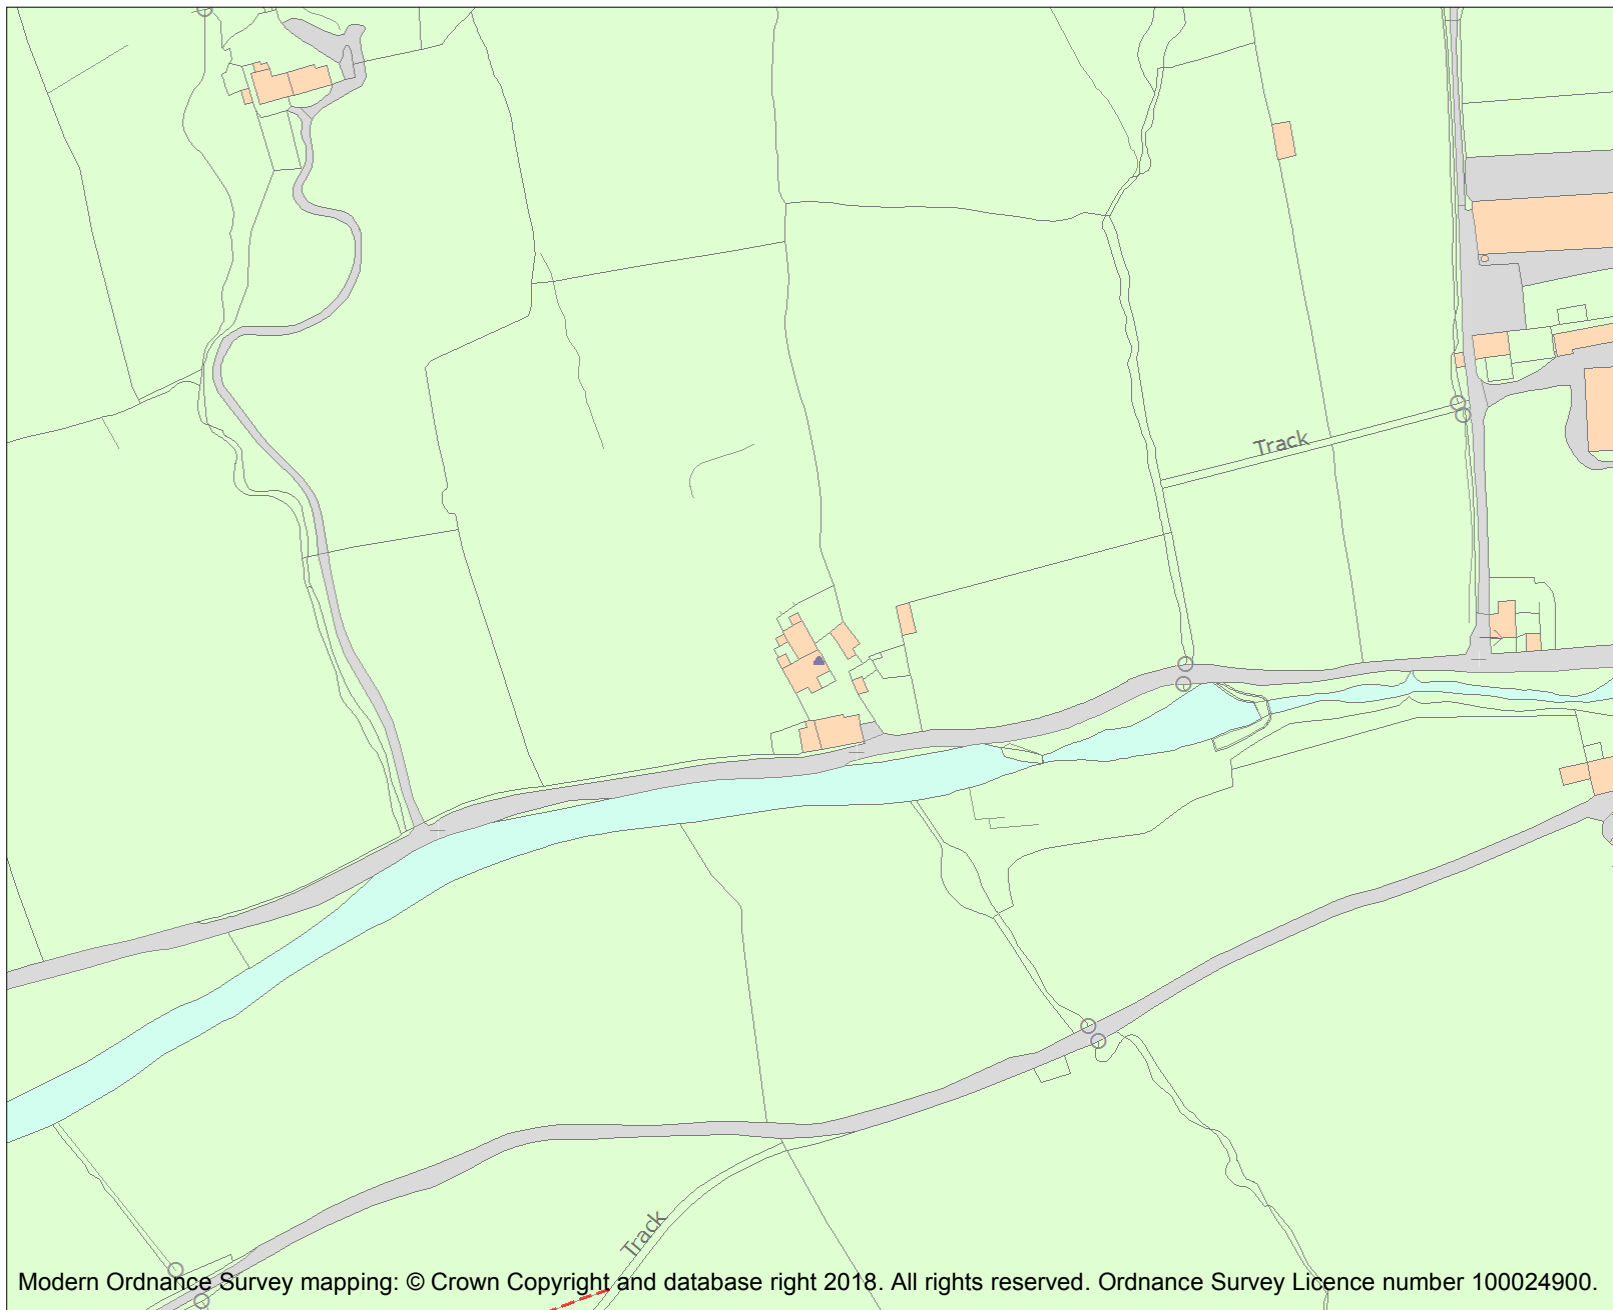 Track
Track
Modern Ordnance Survey mapping: © Crown Copyright and database right 2018. All rights reserved. Ordnance Survey Licence number 100024900.